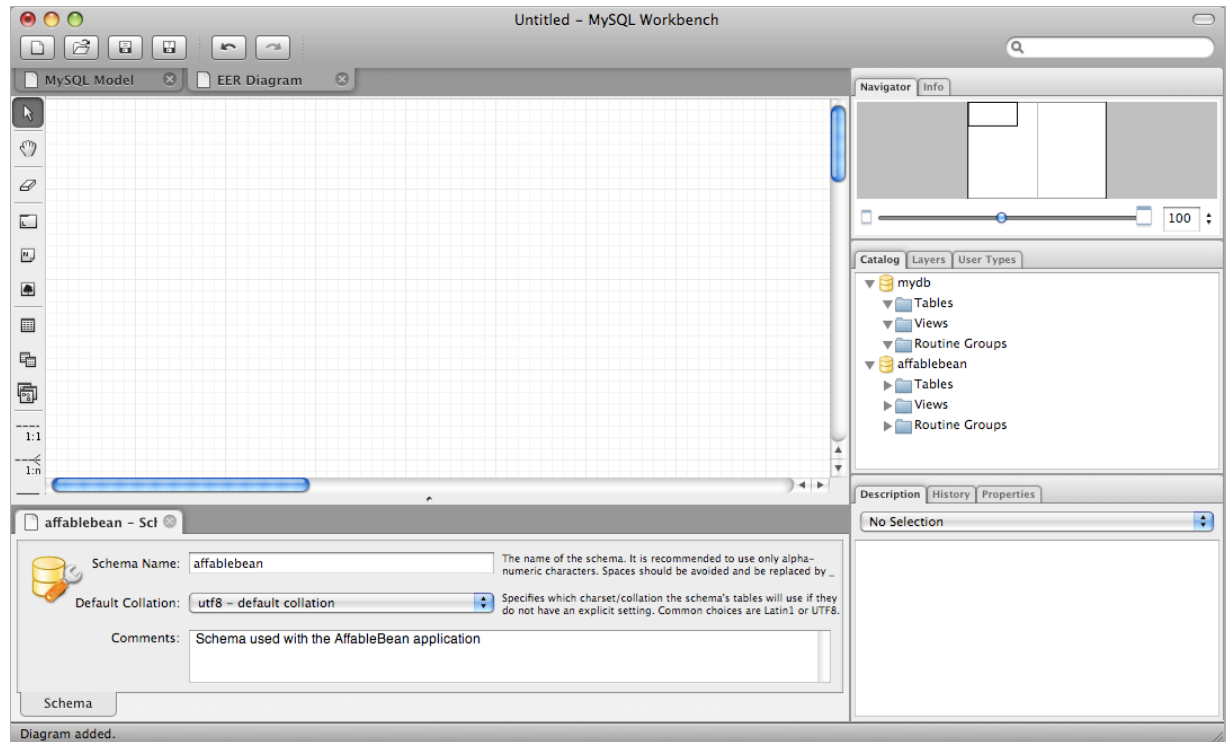 Untitled – MySQL Workbench
MySQL Model
EER Diagram
Navigator
Info
100
Catalog
Layers
User Types
mydb
Tables
Views
Routine Groups
affablebean
Tables
Views
Routine Groups
1:1
1:n
Description
History
Properties
No Selection
affablebean – Sch
Schema Name:
affablebean
The name of the schema. It is recommended to use only alpha-
numeric characters. Spaces should be avoided and be replaced by _
Default Collation:
utf8 – default collation
Specifies which charset/collation the schema's tables will use if they
do not have an explicit setting. Common choices are Latin1 or UTF8.
Comments:
Schema used with the AffableBean application
Schema
Diagram added.